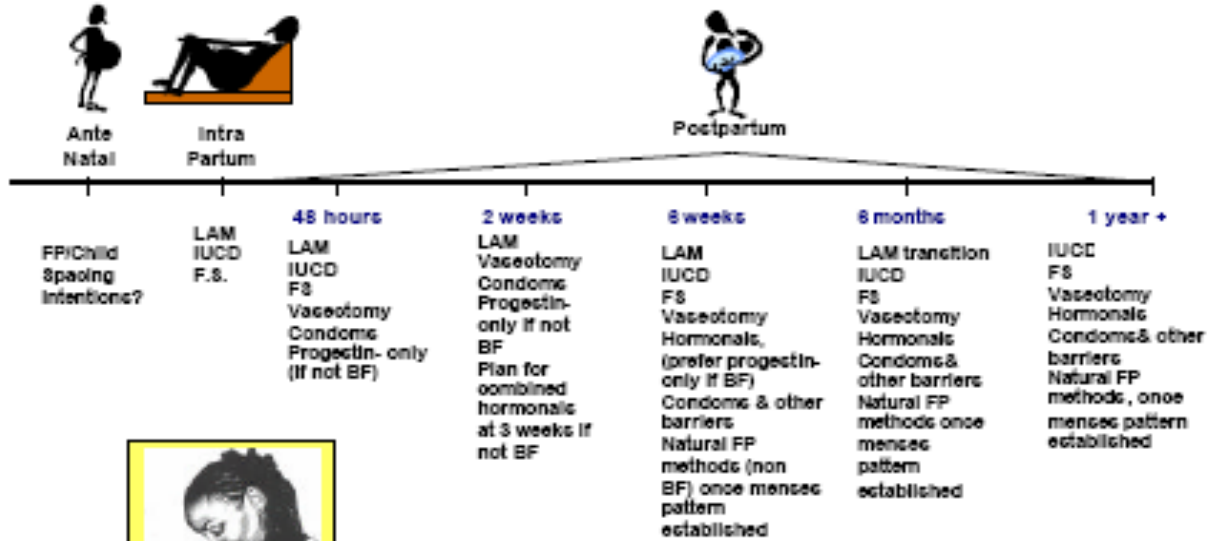 Ante
Natal
Intra
Partum
Postpartum
FP/Child
Spacing
Intentions?
LAM
IUCD
F.S.
48 hours
LAM
IUCD
FS
Vasectomy
Condoms
Progestin- only
(if not BF)
2 weeks
LAM
Vasectomy
Condoms
Progestin-
only if not
BF
Plan for
combined
hormonals
at 3 weeks if
not BF
6 weeks
LAM
IUCD
FS
Vasectomy
Hormonals,
(prefer progestin-
only if BF)
Condoms & other
barriers
Natural FP
methods (non
BF) once menses
pattern
established
6 months
LAM transition
IUCD
FS
Vasectomy
Hormonals
Condoms&
other barriers
Natural FP
methods once
menses
pattern
established
1 year +
IUCD
FS
Vasectomy
Hormonals
Condoms& other
barriers
Natural FP
methods, once
menses pattern
established